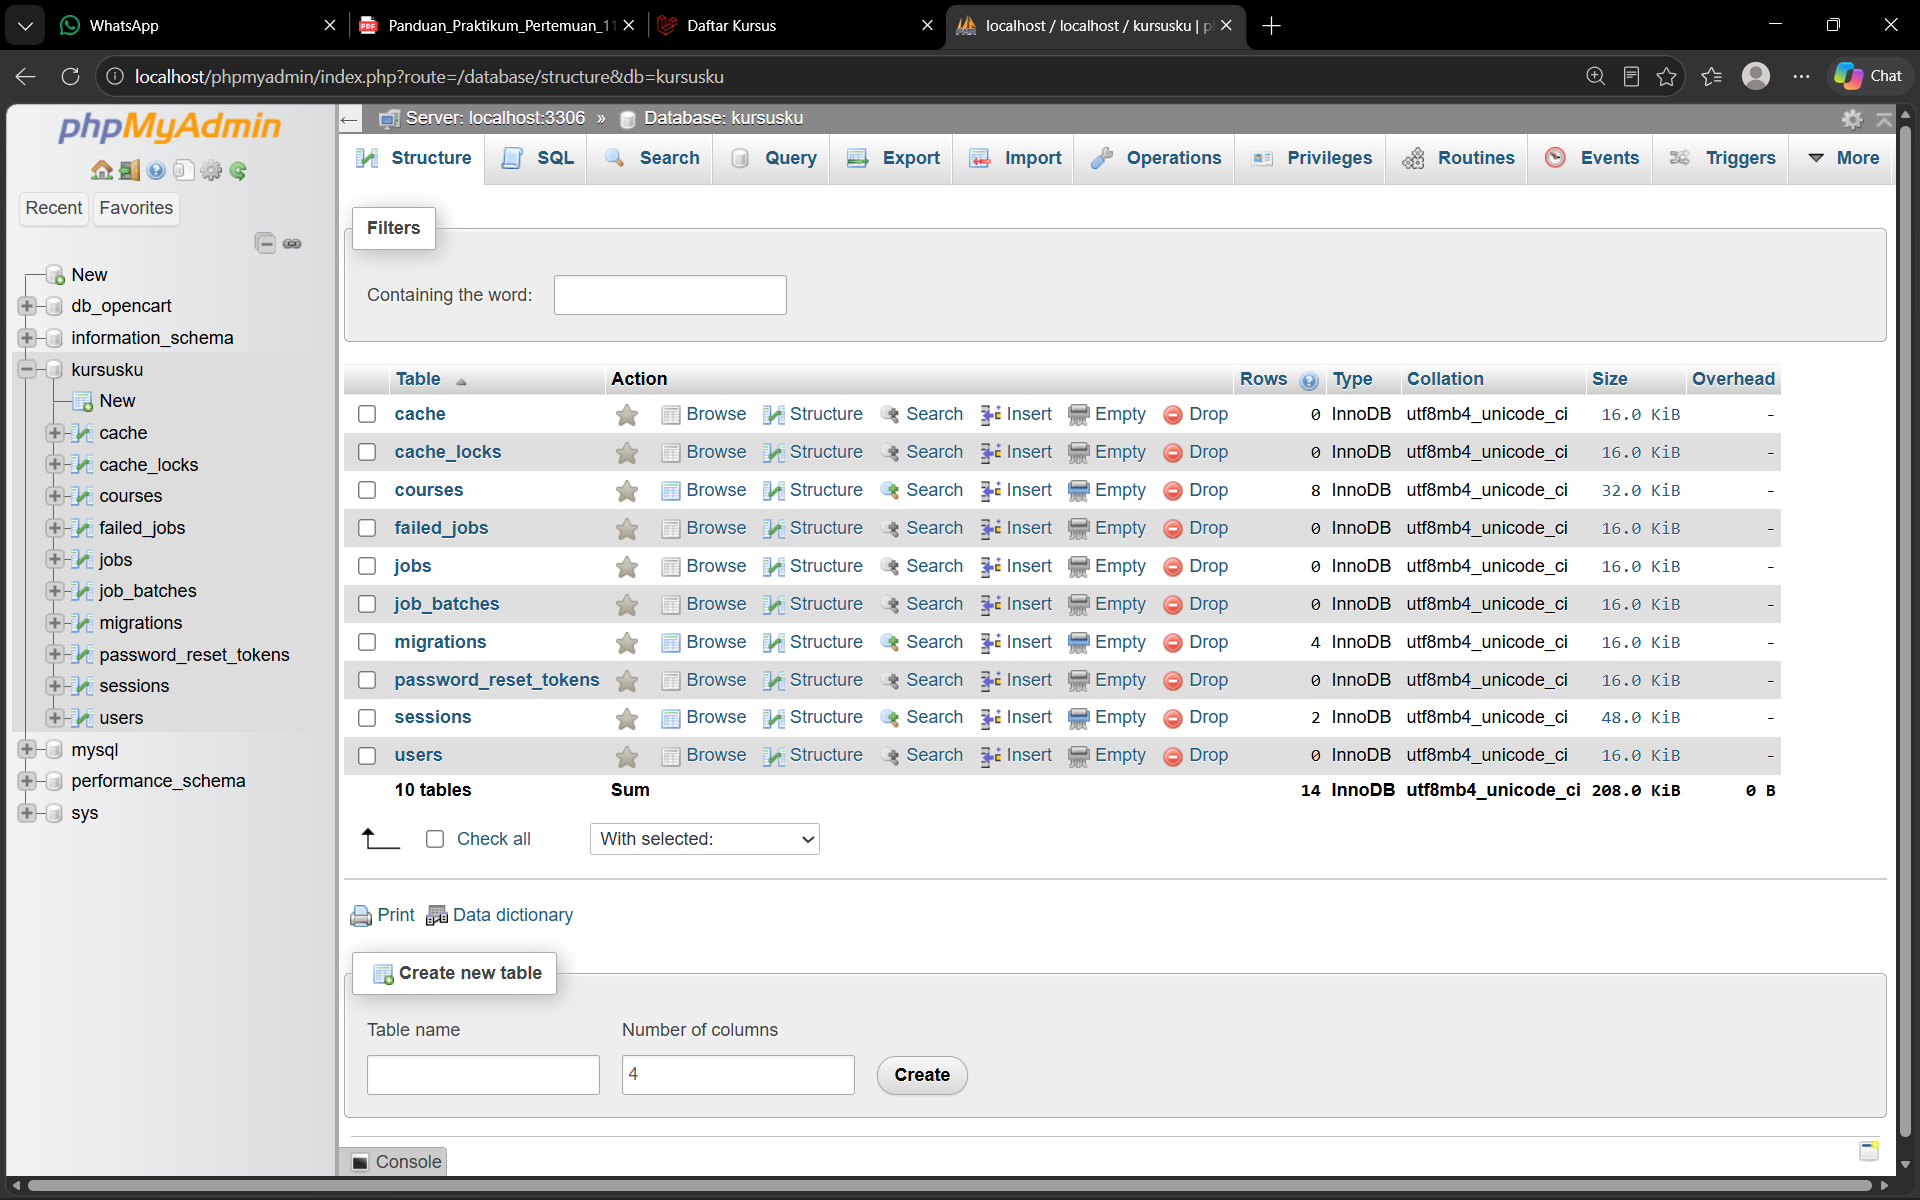 WhatsApp
Panduan_Praktikum_Pertemuan_11
Daftar Kursus
localhost / localhost / kursusku | p
localhost/phpmyadmin/index.php?route=/database/structure&db=kursusku
Chat
phpMyAdmin
Recent Favorites
New
db_opencart
information_schema
kursusku
New
cache
cache_locks
courses
failed_jobs
jobs
job_batches
migrations
password_reset_tokens
sessions
users
mysql
performance_schema
sys
Server: localhost:3306 » Database: kursusku
Structure SQL Search Query Export Import Operations Privileges Routines Events Triggers More
Filters
Containing the word:
Table Action Rows Type Collation Size Overhead
cache Browse Structure Search Insert Empty Drop 0 InnoDB utf8mb4_unicode_ci 16.0 KiB -
cache_locks Browse Structure Search Insert Empty Drop 0 InnoDB utf8mb4_unicode_ci 16.0 KiB -
courses Browse Structure Search Insert Empty Drop 8 InnoDB utf8mb4_unicode_ci 32.0 KiB -
failed_jobs Browse Structure Search Insert Empty Drop 0 InnoDB utf8mb4_unicode_ci 16.0 KiB -
jobs Browse Structure Search Insert Empty Drop 0 InnoDB utf8mb4_unicode_ci 16.0 KiB -
job_batches Browse Structure Search Insert Empty Drop 0 InnoDB utf8mb4_unicode_ci 16.0 KiB -
migrations Browse Structure Search Insert Empty Drop 4 InnoDB utf8mb4_unicode_ci 16.0 KiB -
password_reset_tokens Browse Structure Search Insert Empty Drop 0 InnoDB utf8mb4_unicode_ci 16.0 KiB -
sessions Browse Structure Search Insert Empty Drop 2 InnoDB utf8mb4_unicode_ci 48.0 KiB -
users Browse Structure Search Insert Empty Drop 0 InnoDB utf8mb4_unicode_ci 16.0 KiB -
10 tables Sum 14 InnoDB utf8mb4_unicode_ci 208.0 KiB 0 B
Check all With selected:
Print Data dictionary
Create new table
Table name Number of columns
4 Create
Console